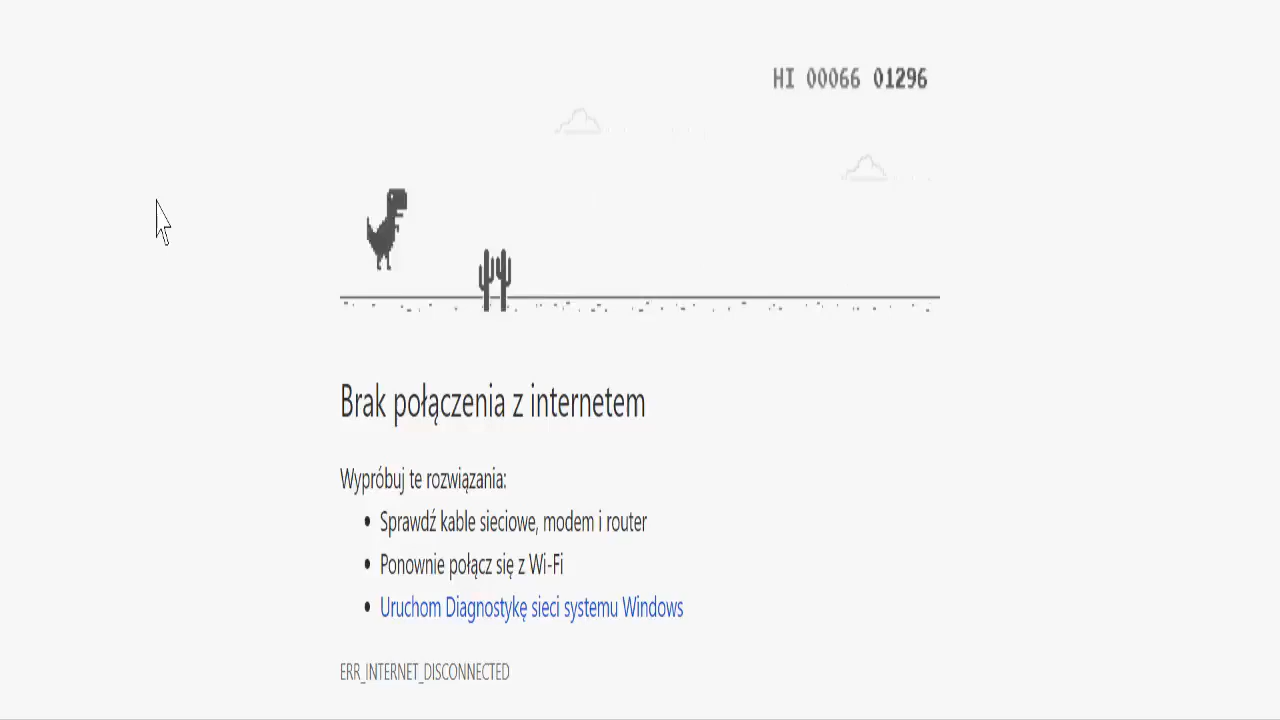 HI 00066 01296
Brak połączenia z internetem
Wypróbuj te rozwiązania:
Sprawdź kable sieciowe, modem i router
Ponownie połącz się z Wi-Fi
Uruchom Diagnostykę sieci systemu Windows
ERR_INTERNET_DISCONNECTED